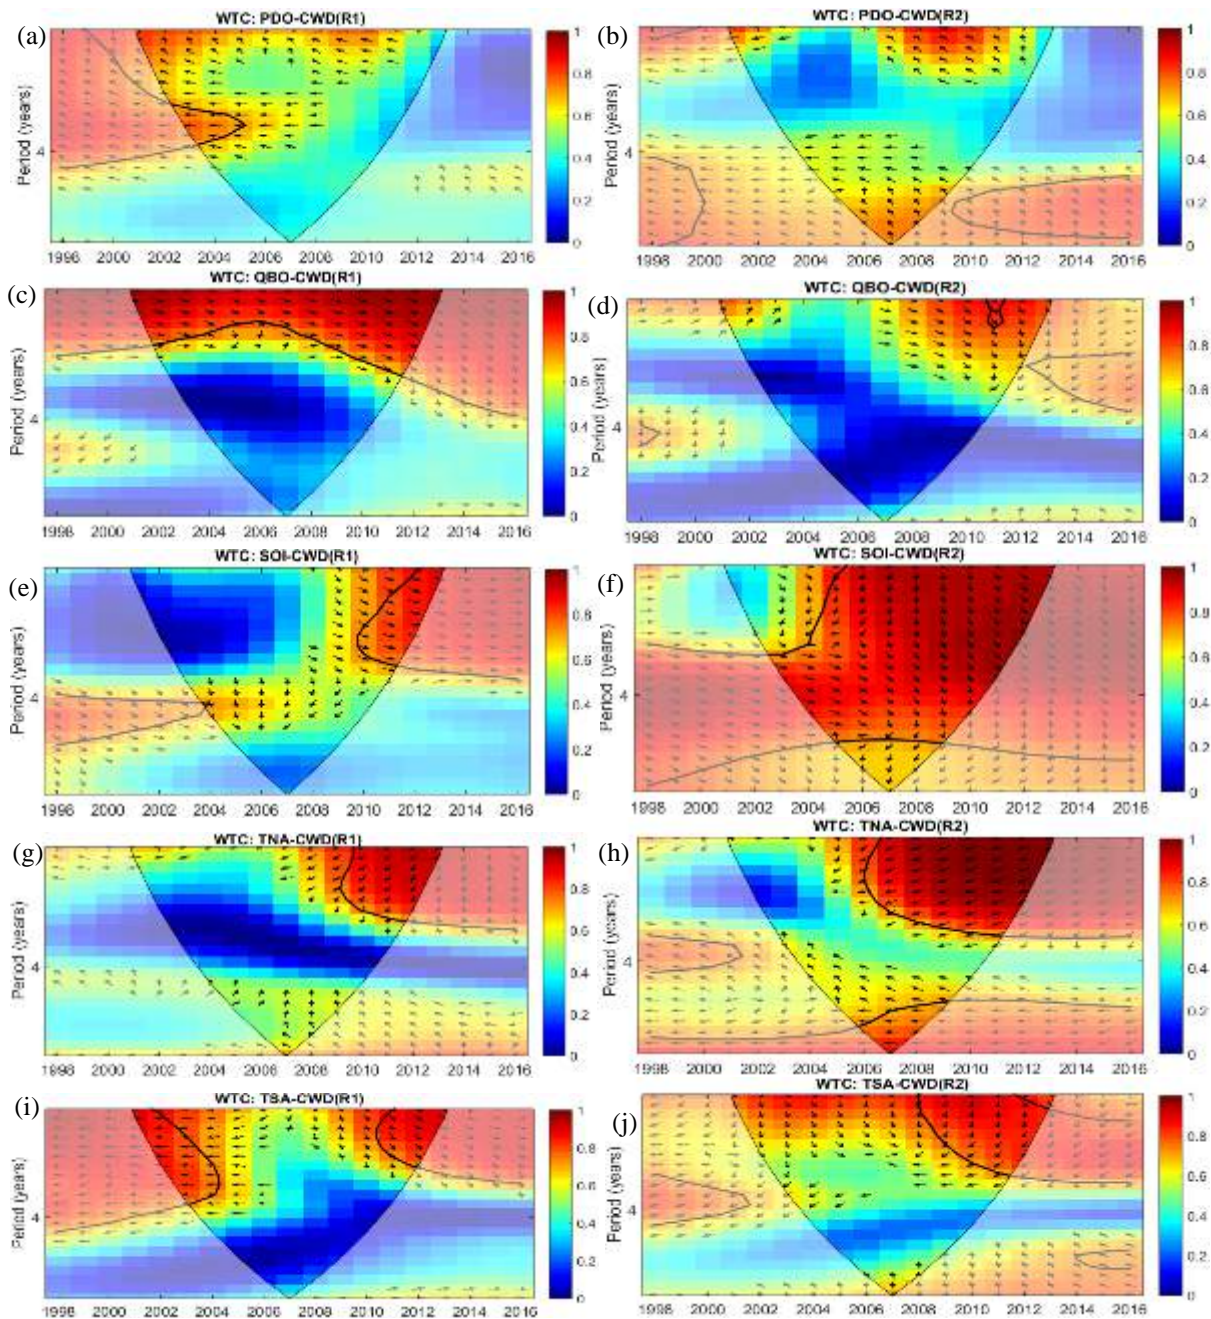 (a)
WTC: PDO-CWD(R1)
Period (years)
4
1998 2000 2002 2004 2006 2008 2010 2012 2014 2016
1
0.8
0.6
0.4
0.2
0
(b)
WTC: PDO-CWD(R2)
Period (years)
4
1998 2000 2002 2004 2006 2008 2010 2012 2014 2016
1
0.8
0.6
0.4
0.2
0
(c)
WTC: QBO-CWD(R1)
Period (years)
4
1998 2000 2002 2004 2006 2008 2010 2012 2014 2016
1
0.8
0.6
0.4
0.2
0
(d)
WTC: QBO-CWD(R2)
Period (years)
4
1998 2000 2002 2004 2006 2008 2010 2012 2014 2016
1
0.8
0.6
0.4
0.2
0
(e)
WTC: SOI-CWD(R1)
Period (years)
4
1998 2000 2002 2004 2006 2008 2010 2012 2014 2016
1
0.8
0.6
0.4
0.2
0
(f)
WTC: SOI-CWD(R2)
Period (years)
4
1998 2000 2002 2004 2006 2008 2010 2012 2014 2016
1
0.8
0.6
0.4
0.2
0
(g)
WTC: TNA-CWD(R1)
Period (years)
4
1998 2000 2002 2004 2006 2008 2010 2012 2014 2016
1
0.8
0.6
0.4
0.2
0
(h)
WTC: TNA-CWD(R2)
Period (years)
4
1998 2000 2002 2004 2006 2008 2010 2012 2014 2016
1
0.8
0.6
0.4
0.2
0
(i)
WTC: TSA-CWD(R1)
Period (years)
4
1998 2000 2002 2004 2006 2008 2010 2012 2014 2016
1
0.8
0.6
0.4
0.2
0
(j)
WTC: TSA-CWD(R2)
Period (years)
4
1998 2000 2002 2004 2006 2008 2010 2012 2014 2016
1
0.8
0.6
0.4
0.2
0